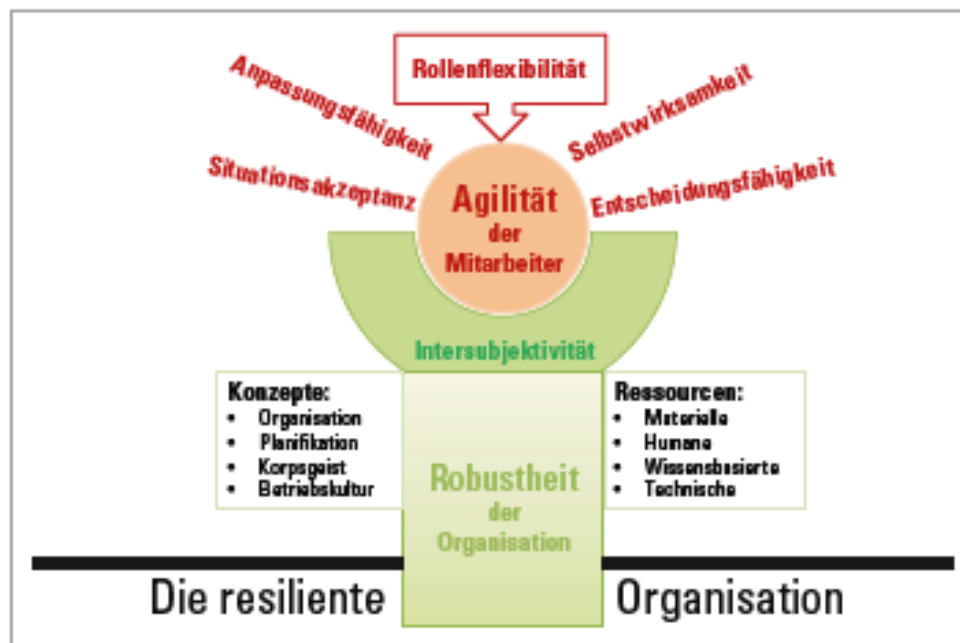 Rollenflexibilität
Anpassungsfähigkeit
Selbstwirksamkeit
Situationsakzeptanz
Entscheidungsfähigkeit
Agilität
der
Mitarbeiter
Intersubjektivität
Konzepte:
• Organisation
• Planifikation
• Korpsgeist
• Betriebskultur
Ressourcen:
• Materielle
• Humane
• Wissensbasierte
• Technische
Robustheit
der
Organisation
Die resiliente Organisation